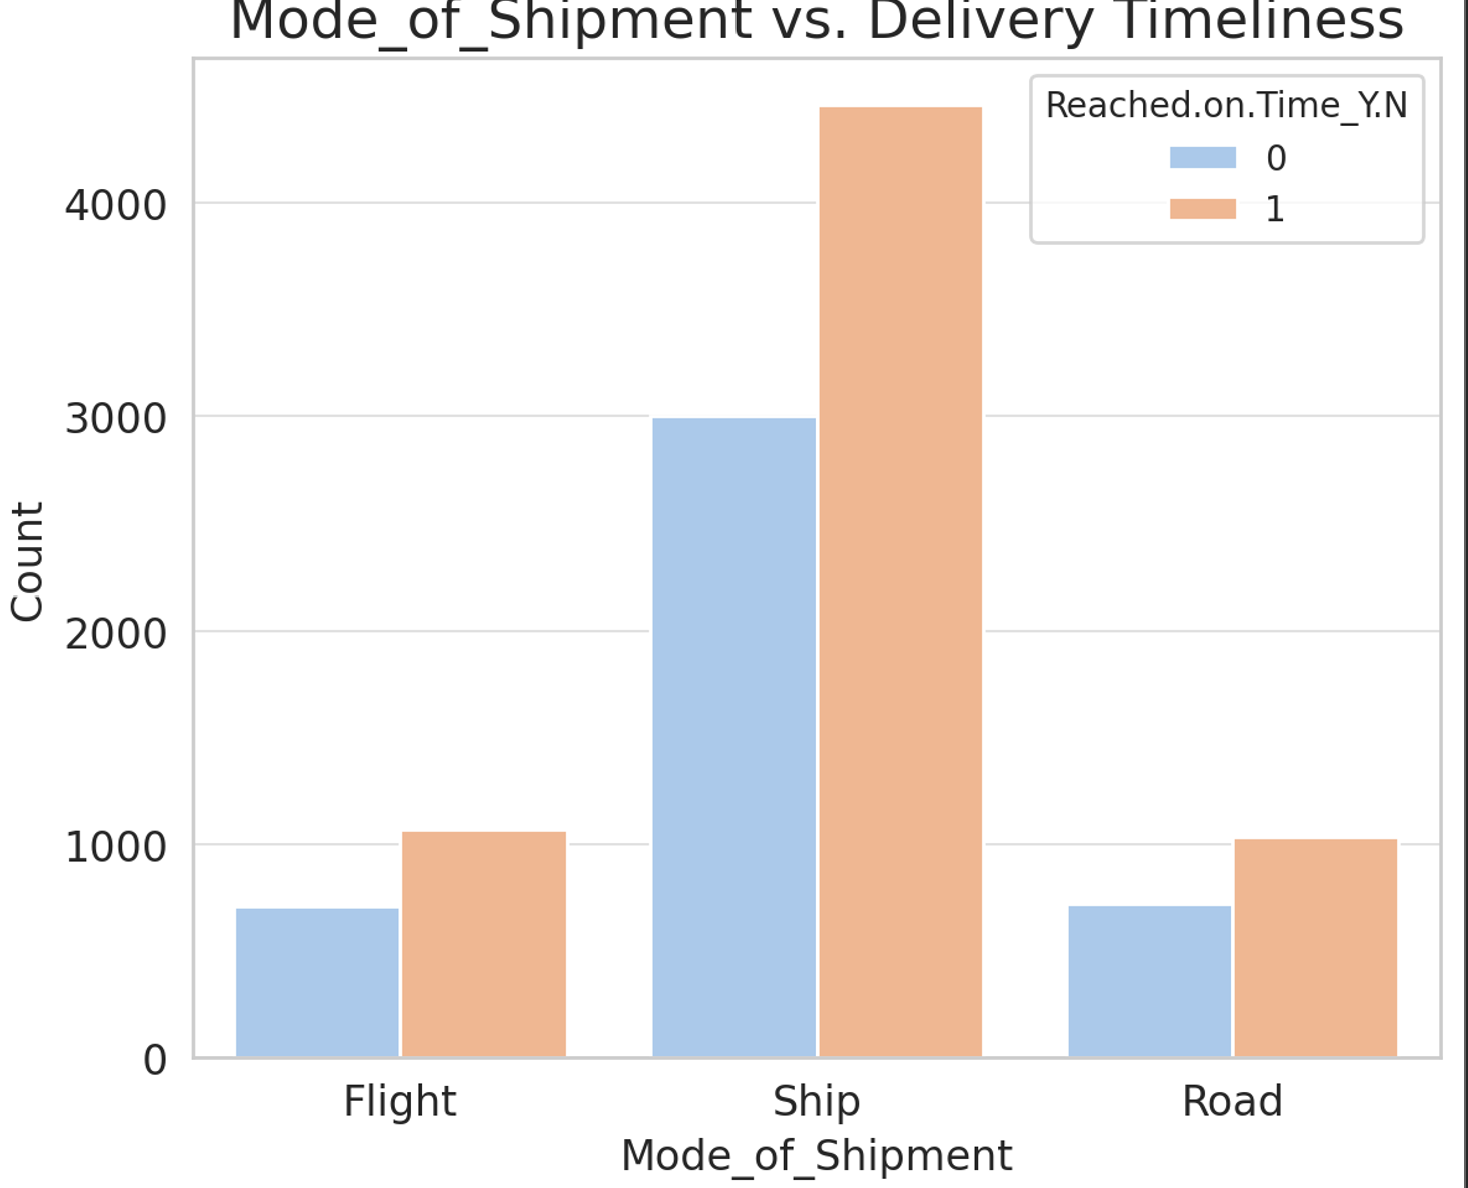 Mode_of_Shipment vs. Delivery Timeliness
Reached.on.Time_Y.N
0
1
4000
3000
2000
1000
0
Count
Flight Ship Road
Mode_of_Shipment